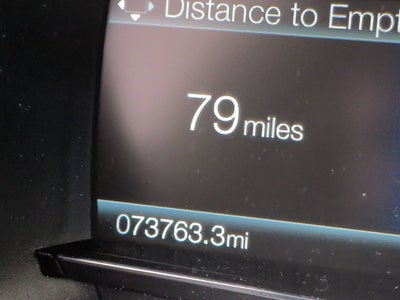 Distance to Empt
79 miles
073763.3mi